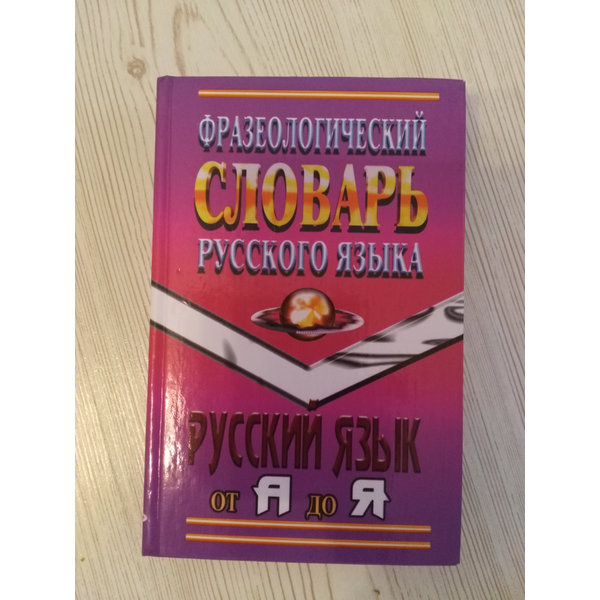 ФРАЗЕОЛОГИЧЕСКИЙ
СЛОВАРЬ
РУССКОГО ЯЗЫКА
РУССКИЙ ЯЗЫК
ОТ А ДО Я